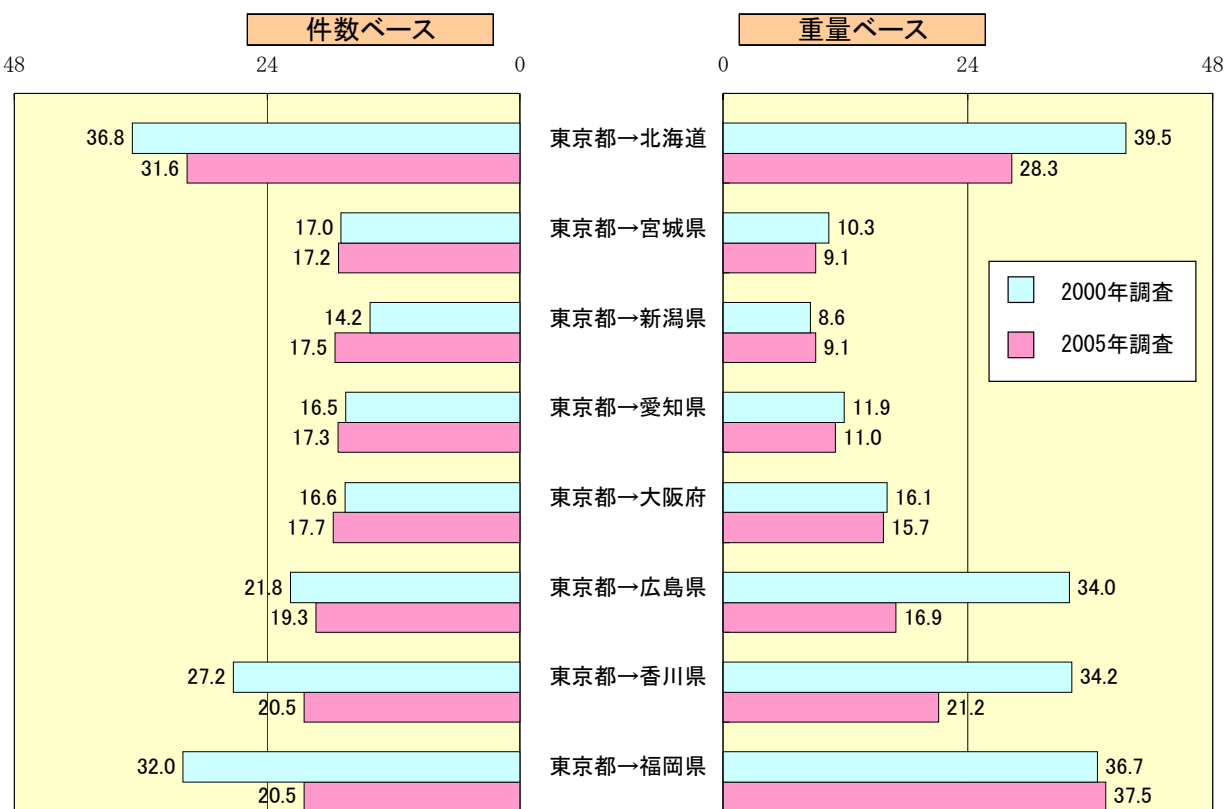 件数ベース 重量ベース
48 24 0 0 24 48
36.8 東京都→北海道 39.5
31.6 28.3
17.0 東京都→宮城県 10.3
17.2 9.1
14.2 東京都→新潟県 8.6
17.5 9.1
16.5 東京都→愛知県 11.9
17.3 11.0
16.6 東京都→大阪府 16.1
17.7 15.7
21.8 東京都→広島県 34.0
19.3 16.9
27.2 東京都→香川県 34.2
20.5 21.2
32.0 東京都→福岡県 36.7
20.5 37.5
2000年調査
2005年調査